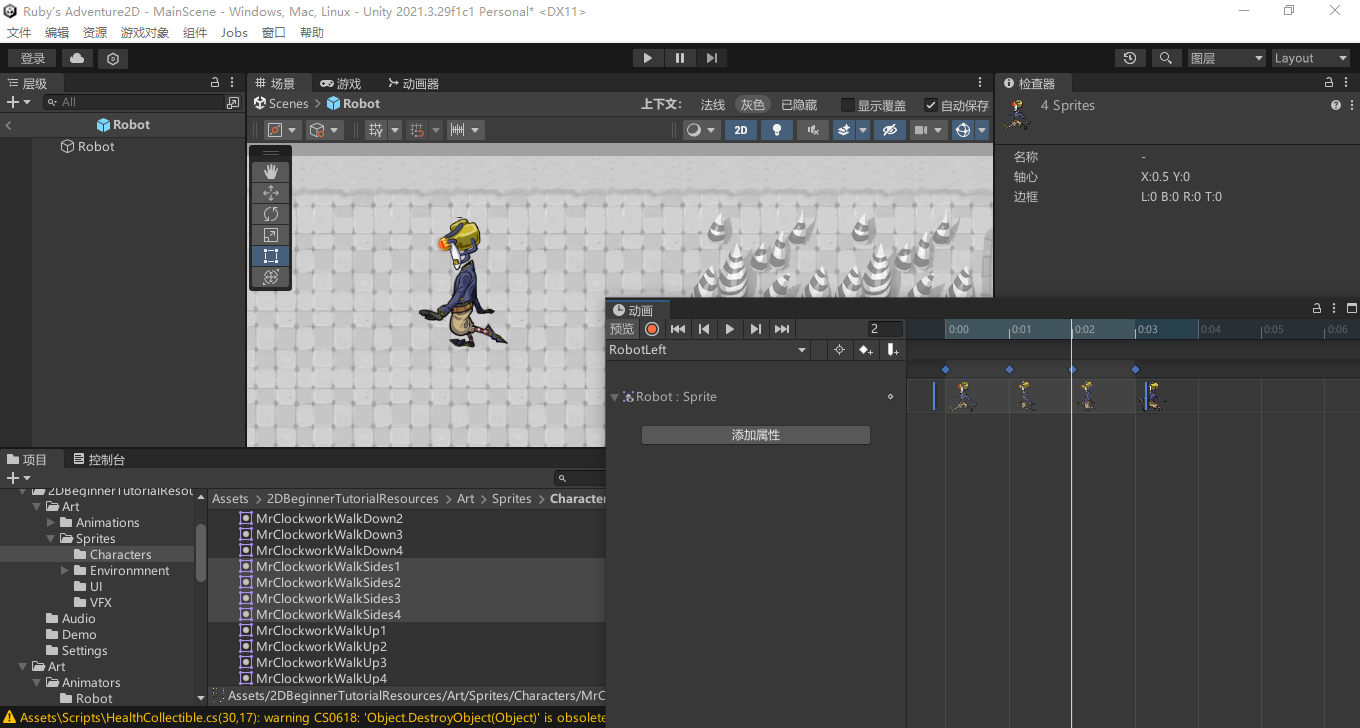 Ruby's Adventure2D - MainScene - Windows, Mac, Linux - Unity 2021.3.29f1c1 Personal* <DX11>
文件 编辑 资源 游戏对象 组件 Jobs 窗口 帮助
登录 图层 Layout
层级 场景 游戏 动画器 检查器
All
Scenes > Robot 上下文: 法线 灰色 已隐藏 显示覆盖 自动保存
4 Sprites
Robot
2D
Robot
名称 -
轴心 X:0.5 Y:0
边框 L:0 B:0 R:0 T:0
动画
预览 2 0:00 0:01 0:02 0:03 0:04 0:05 0:06
RobotLeft
Robot : Sprite
添加属性
项目 控制台
2DBeginnerTutorialResou
Art
Animations
Sprites
Characters
Environmnent
UI
VFX
Audio
Demo
Settings
Art
Animators
Robot
Assets > 2DBeginnerTutorialResources > Art > Sprites > Character
McClockworkWalkDown2
MrClockworkWalkDown3
MrClockworkWalkDown4
MrClockworkWalkSides1
MrClockworkWalkSides2
MrClockworkWalkSides3
MrClockworkWalkSides4
MrClockworkWalkUp1
MrClockworkWalkUp2
MrClockworkWalkUp3
MrClockworkWalkUp4
Assets/2DBeginnerTutorialResources/Art/Sprites/Characters/MrC
Assets\Scripts\HealthCollectible.cs(30,17): warning CS0618: 'Object.DestroyObject(Object)' is obsolete